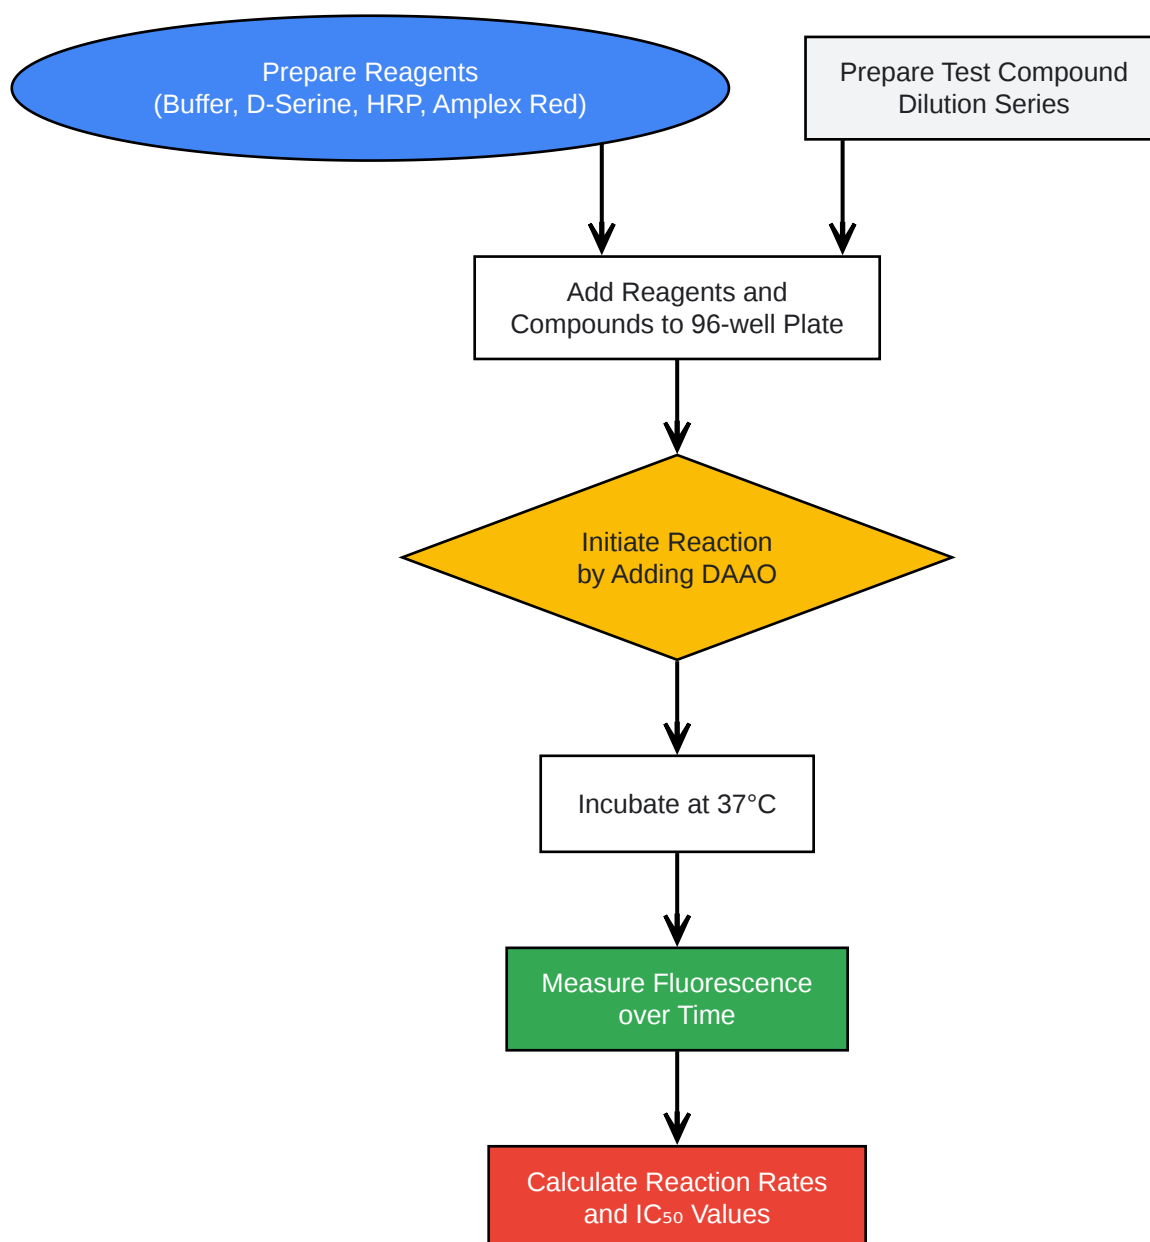 Prepare Reagents
(Buffer, D-Serine, HRP, Amplex Red)
Prepare Test Compound
Dilution Series
Add Reagents and
Compounds to 96-well Plate
Initiate Reaction
by Adding DAAO
Incubate at 37°C
Measure Fluorescence
over Time
Calculate Reaction Rates
and IC₅₀ Values